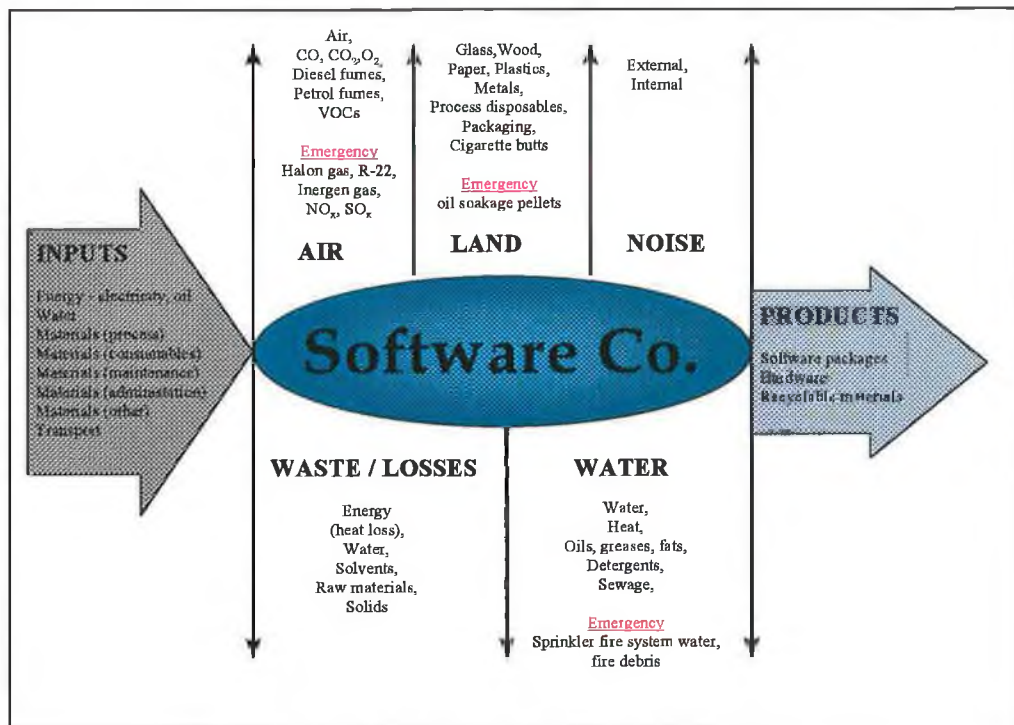 Air,
CO, CO₂,O₂
Diesel fumes,
Petrol fumes,
VOCs
Emergency
Halon gas, R-22,
Inergen gas,
NOₓ, SOₓ
AIR
Glass,Wood,
Paper, Plastics,
Metals,
Process disposables,
Packaging,
Cigarette butts
Emergency
oil soakage pellets
LAND
External,
Internal
NOISE
INPUTS
Energy - electricity, oil
Water
Materials (process)
Materials (consumables)
Materials (maintenance)
Materials (administation)
Materials (other)
Transport
Software Co.
PRODUCTS
Software packages
Hardware
Recyclable materials
WASTE / LOSSES
Energy
(heat loss),
Water,
Solvents,
Raw materials,
Solids
WATER
Water,
Heat,
Oils, greases, fats,
Detergents,
Sewage,
Emergency
Sprinkler fire system water,
fire debris